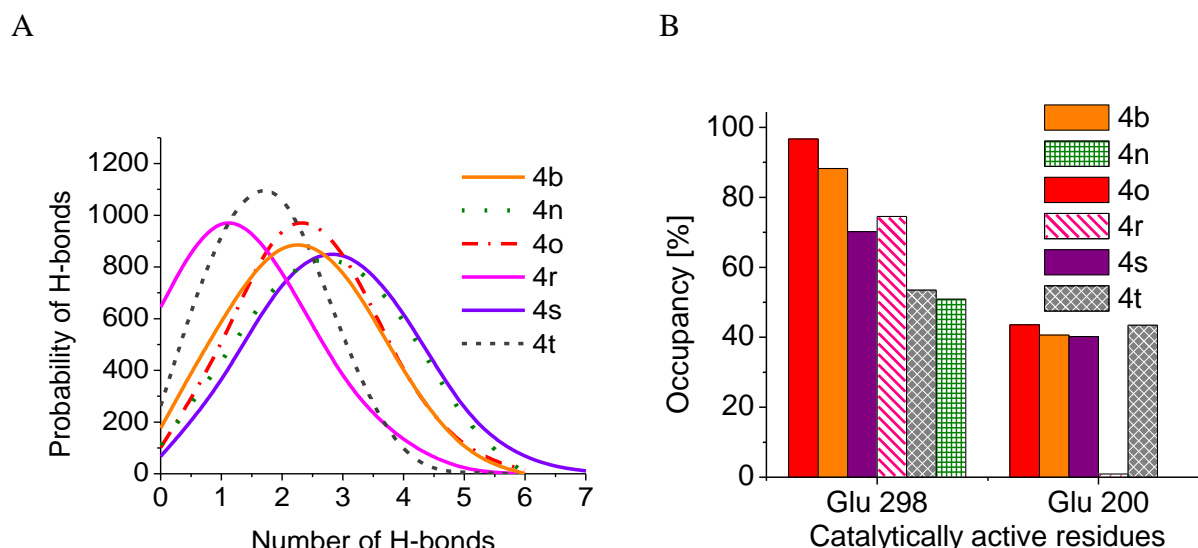 A
B
Probability of H-bonds
1200
1000
800
600
400
200
0
0 1 2 3 4 5 6 7
Number of H-bonds
4b
4n
4o
4r
4s
4t
Occupancy [%]
100
80
60
40
20
0
Glu 298 Glu 200
Catalytically active residues
4b
4n
4o
4r
4s
4t